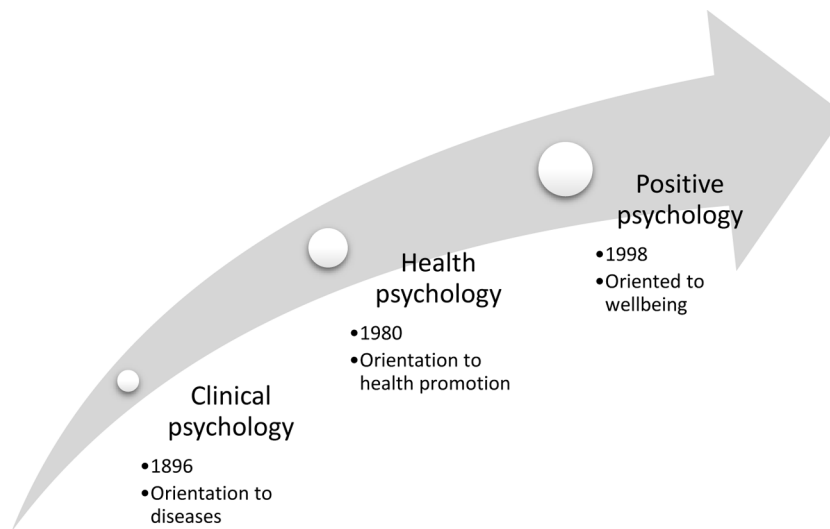 Clinical
psychology
•1896
•Orientation to
diseases
Health
psychology
•1980
•Orientation to
health promotion
Positive
psychology
•1998
•Oriented to
wellbeing